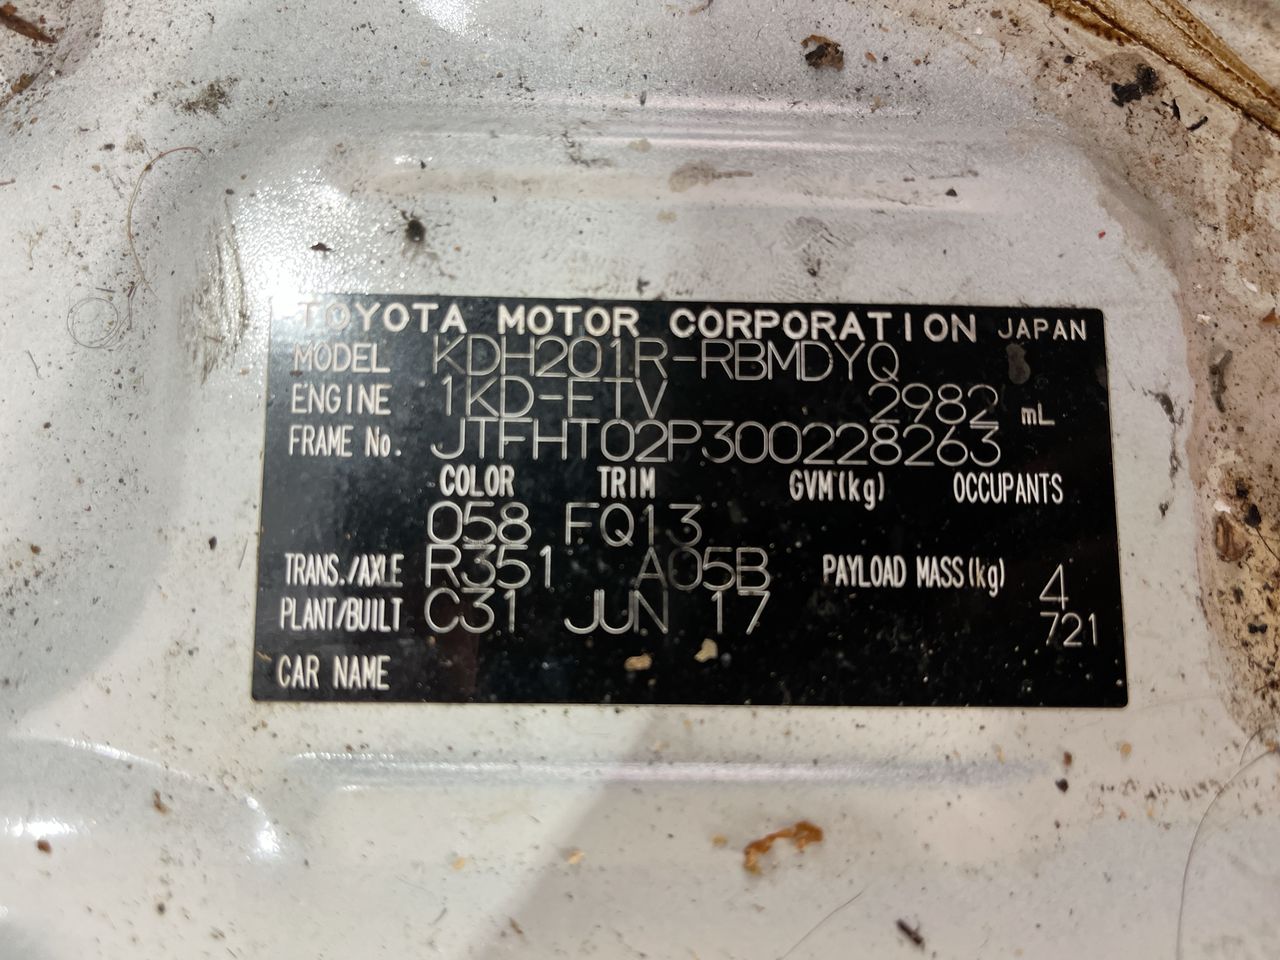 TOYOTA MOTOR CORPORATION JAPAN
MODEL KDH201R-RBMDYQ
ENGINE 1KD-FTV 2982 mL
FRAME No. JTFHT02P300228263
COLOR TRIM GVM(kg) OCCUPANTS
058 FQ13
TRANS./AXLE R351 A05B PAYLOAD MASS(kg) 4
PLANT/BUILT C31 JUN 17 721
CAR NAME